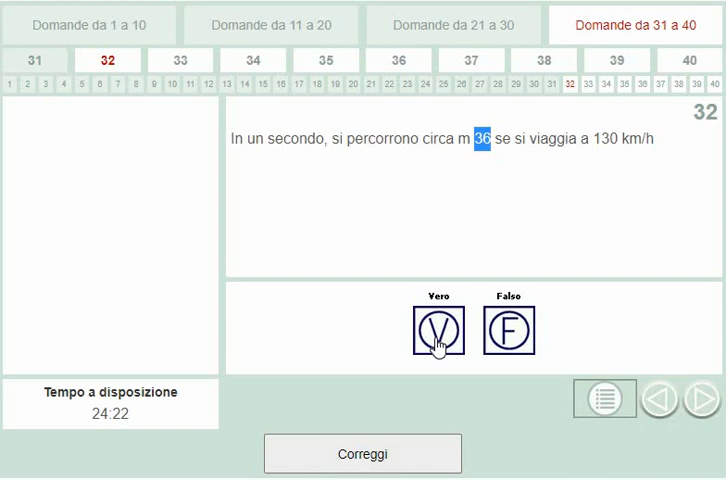 Domande da 1 a 10 Domande da 11 a 20 Domande da 21 a 30 Domande da 31 a 40
31 32 33 34 35 36 37 38 39 40
1 2 3 4 5 6 7 8 9 10 11 12 13 14 15 16 17 18 19 20 21 22 23 24 25 26 27 28 29 30 31 32 33 34 35 36 37 38 39 40
32
In un secondo, si percorrono circa m 36 se si viaggia a 130 km/h
Vero Falso
V F
Tempo a disposizione
24:22
Correggi